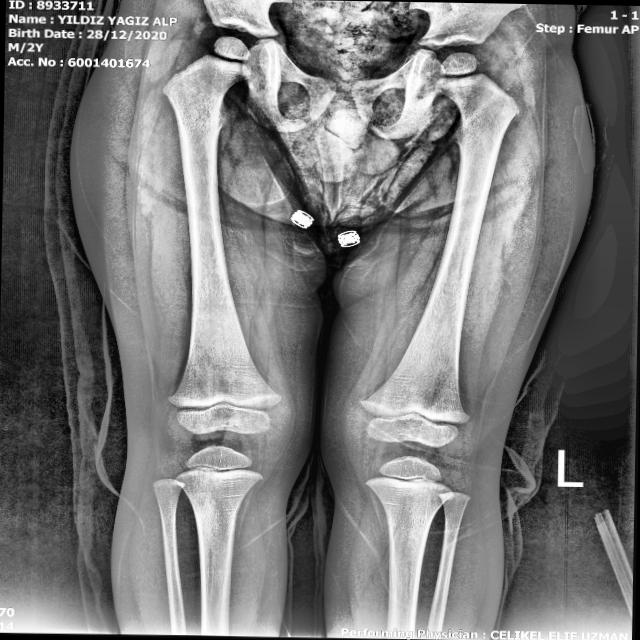 ID : 8933711
Name : YILDIZ YAGIZ ALP
Birth Date : 28/12/2020
M/2Y
Acc. No : 6001401674
1 - 1
Step : Femur AP
L
70
14
Performing Physician : CELIKEL ELIF UZMAN